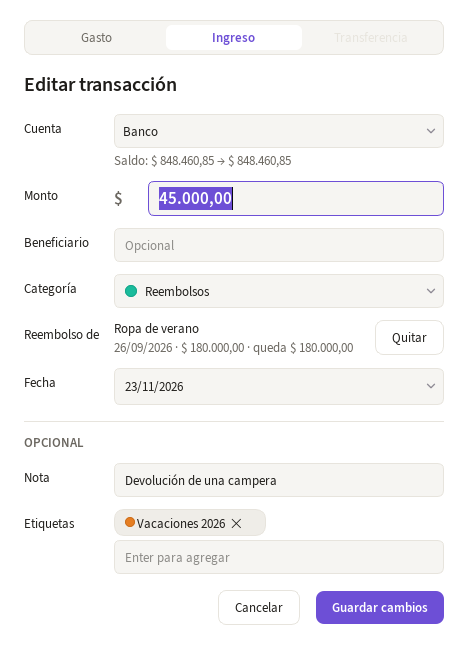 Gasto
Ingreso
Transferencia
Editar transacción
Cuenta
Banco
Saldo: $ 848.460,85 → $ 848.460,85
Monto
$
45.000,00
Beneficiario
Opcional
Categoría
Reembolsos
Reembolso de
Ropa de verano
26/09/2026 · $ 180.000,00 · queda $ 180.000,00
Quitar
Fecha
23/11/2026
OPCIONAL
Nota
Devolución de una campera
Etiquetas
Vacaciones 2026
Enter para agregar
Cancelar
Guardar cambios